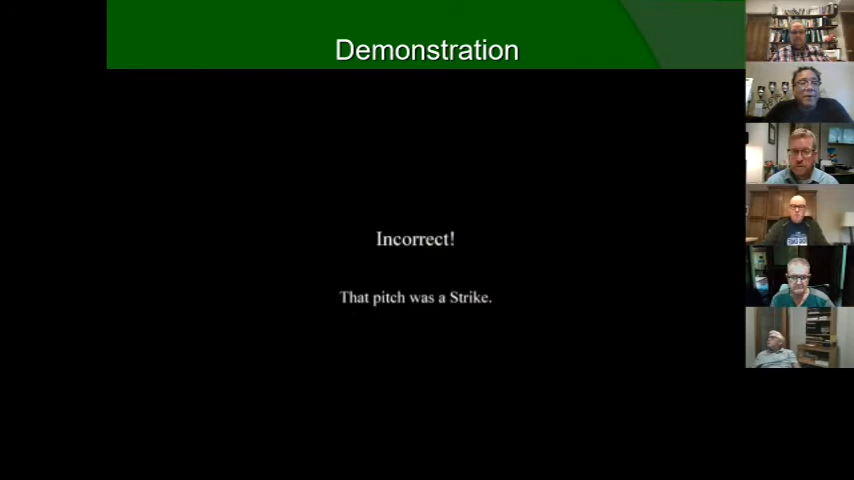 Demonstration
Incorrect!
That pitch was a Strike.